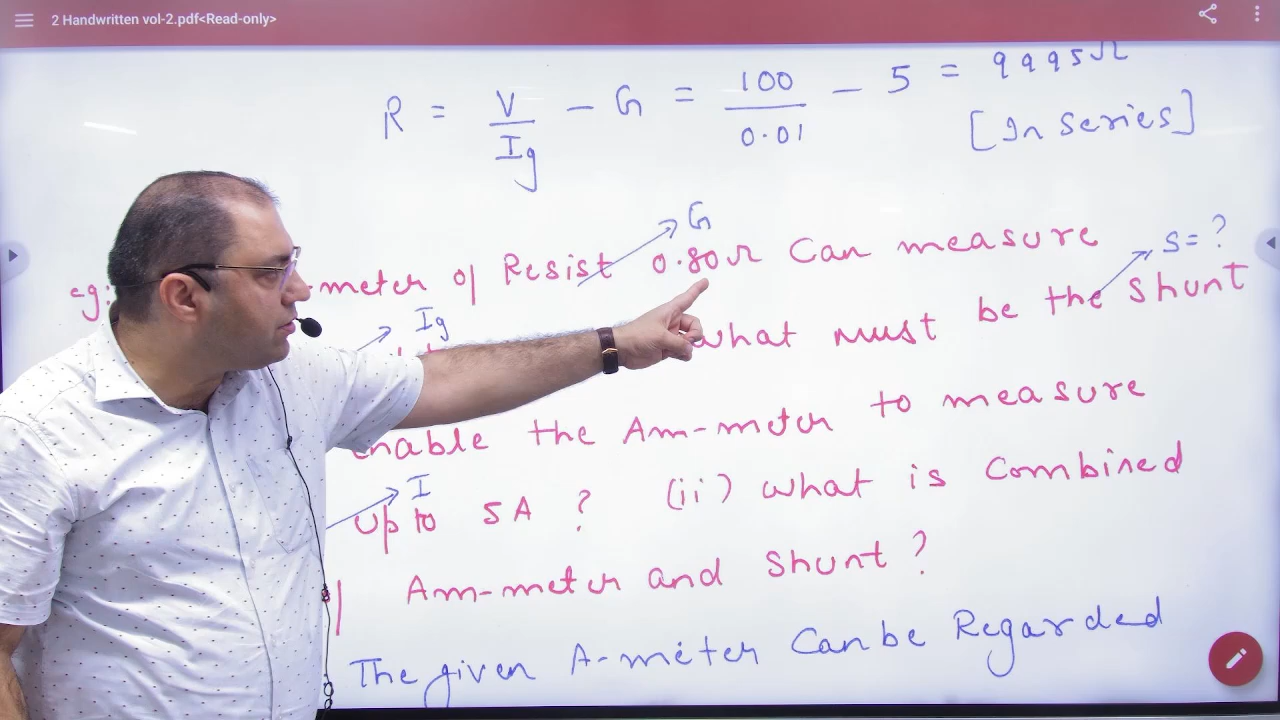 2 Handwritten vol-2.pdf<Read-only>
R = V/Ig - G = 100/0.01 - 5 = 9995Ω
[In series]
G
eg: -meter of Resist 0.80Ω Can measure
S= ?
Ig
what must be the shunt
enable the Am-meter to measure
I
up to 5A ? (ii) what is Combined
Am-meter and shunt ?
The given A-meter Can be Regarded